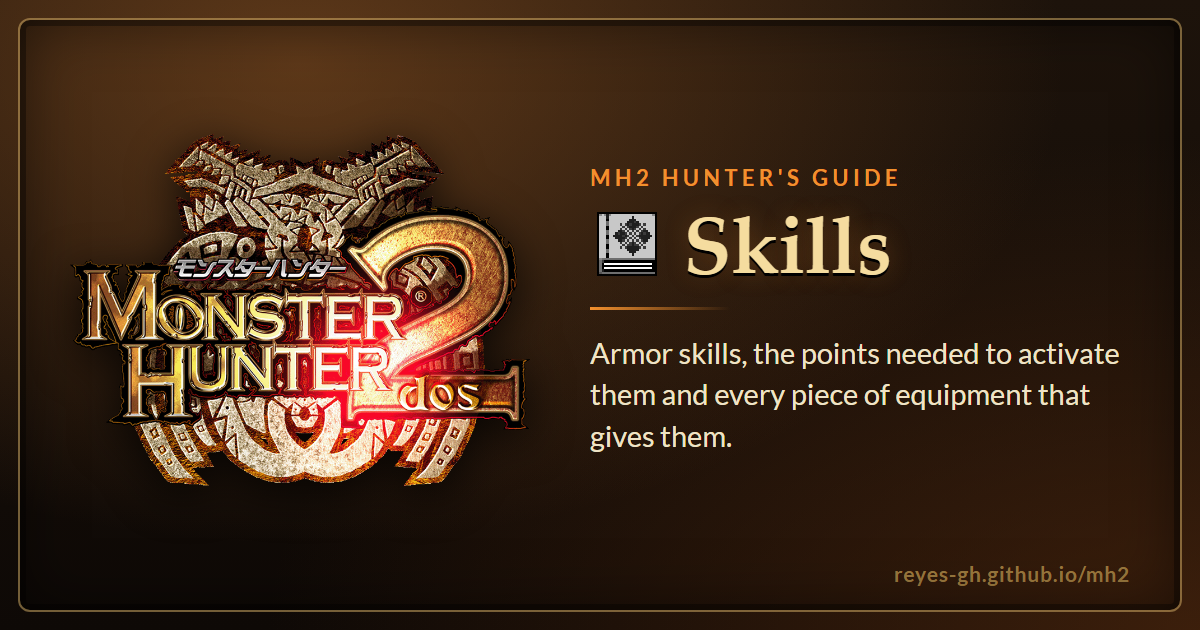 モンスターハンター
MONSTER
HUNTER 2
dos
®
MH2 HUNTER'S GUIDE
Skills
Armor skills, the points needed to activate
them and every piece of equipment that
gives them.
reyes-gh.github.io/mh2